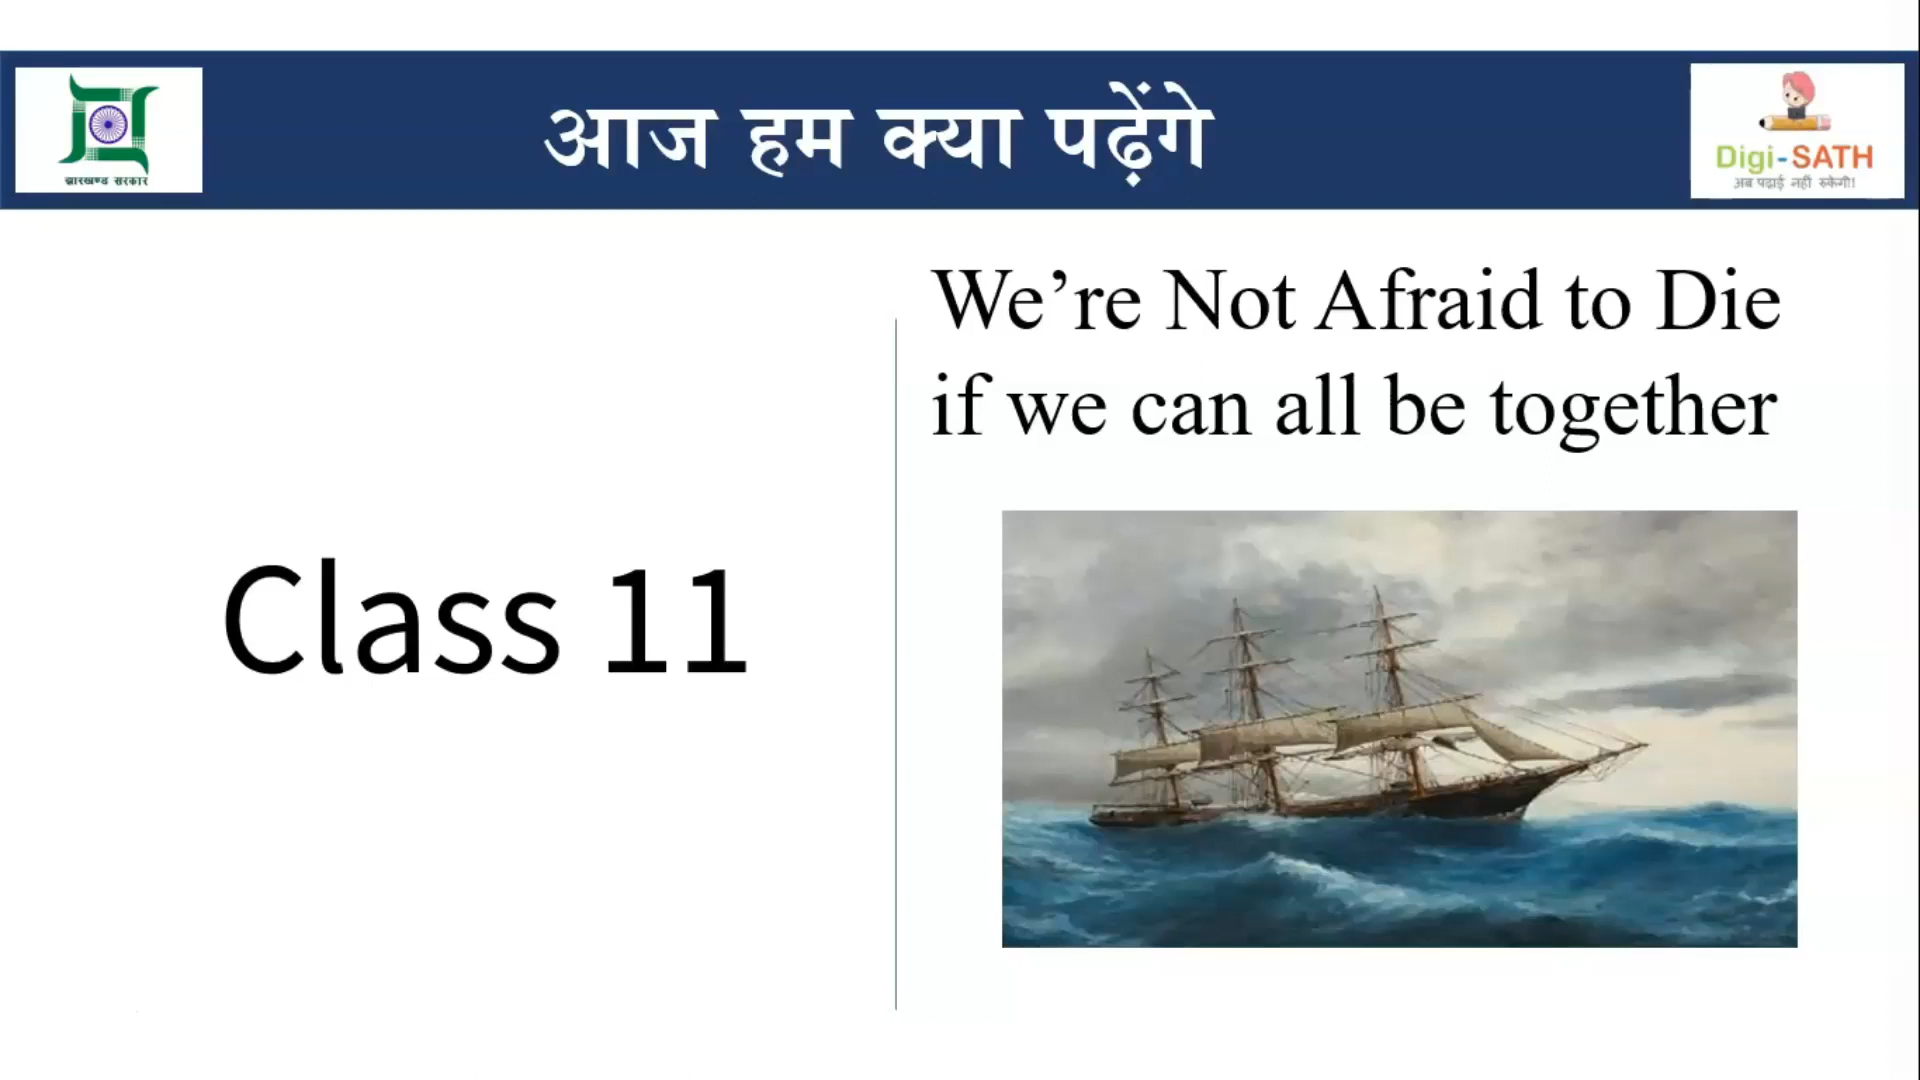 झारखण्ड सरकार
आज हम क्या पढ़ेंगे
Digi-SATH
अब पढ़ाई नहीं रुकेगी!
We’re Not Afraid to Die
if we can all be together
Class 11